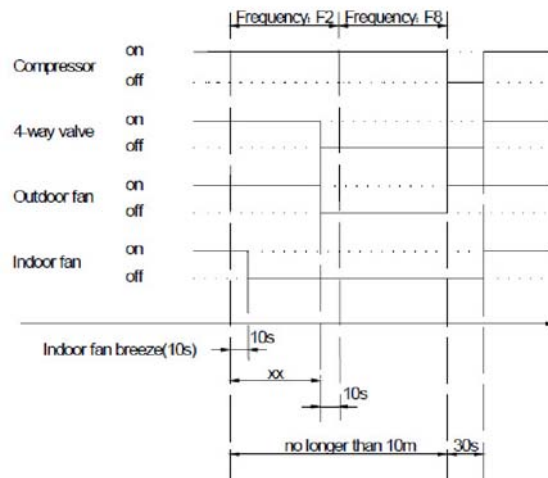 Frequency: F2 Frequency: F8
on
Compressor
off
on
4-way valve
off
on
Outdoor fan
off
on
Indoor fan
off
10s
Indoor fan breeze(10s)
xx
10s
no longer than 10m 30s